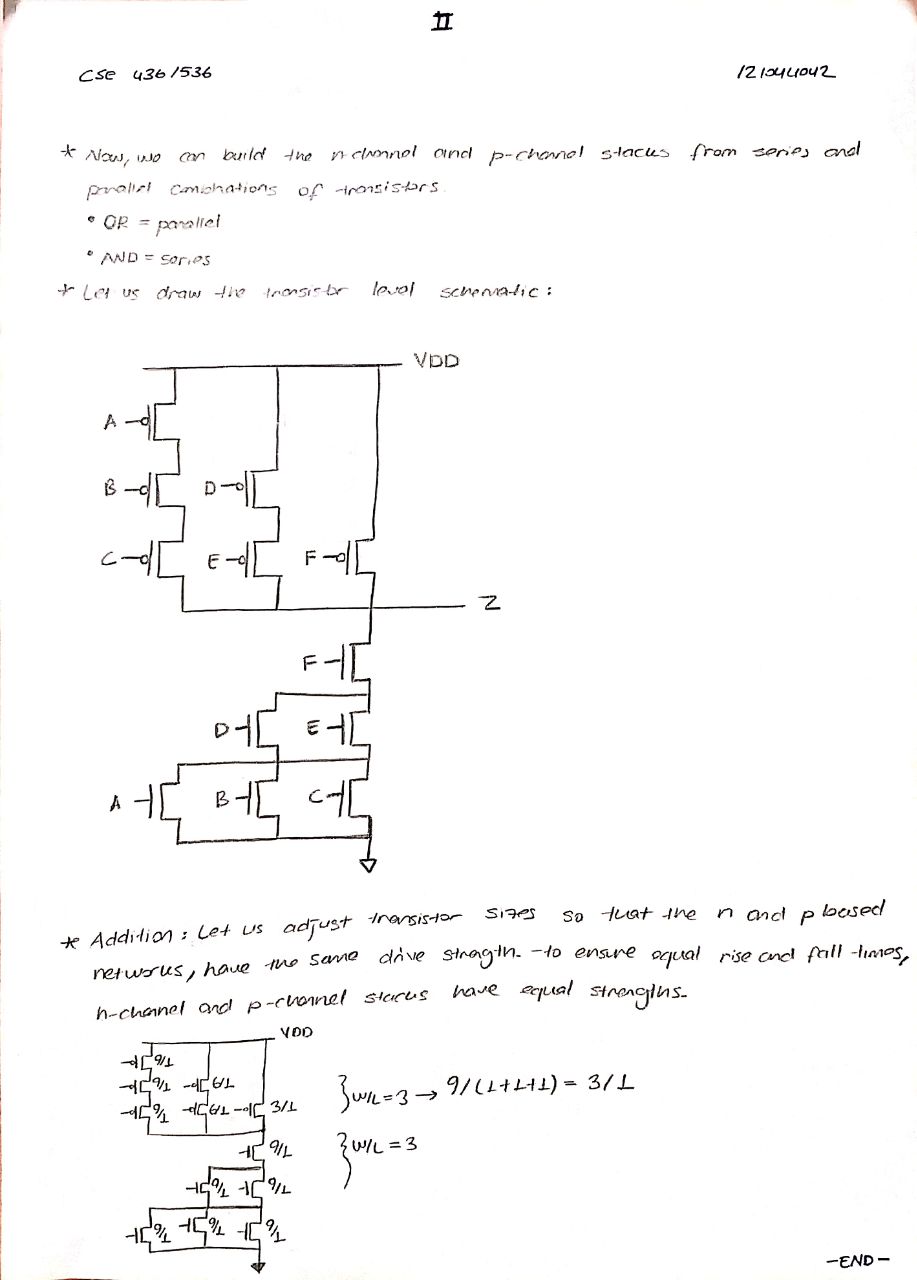 II
CSE 436/536 121044042
* Now, we can build the n-channel and p-channel stacks from series and
parallel combinations of transistors.
• OR = parallel
• AND = series
* Let us draw the transistor level schematic:
VDD
A
B D
C E F
Z
F
D E
A B C
* Addition: Let us adjust transistor sizes so that the n and p based
networks, have the same drive strength. -to ensure equal rise and fall times,
n-channel and p-channel stacks have equal strengths.
VDD
9/1
9/1 6/1
9/1 6/1 3/1 } W/L = 3 → 9/(1+1+1) = 3/1
9/1 } W/L = 3
9/1 9/1
9/1 9/1 9/1
-END-